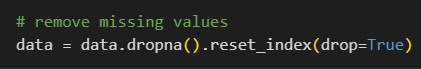 # remove missing values
data = data.dropna().reset_index(drop=True)